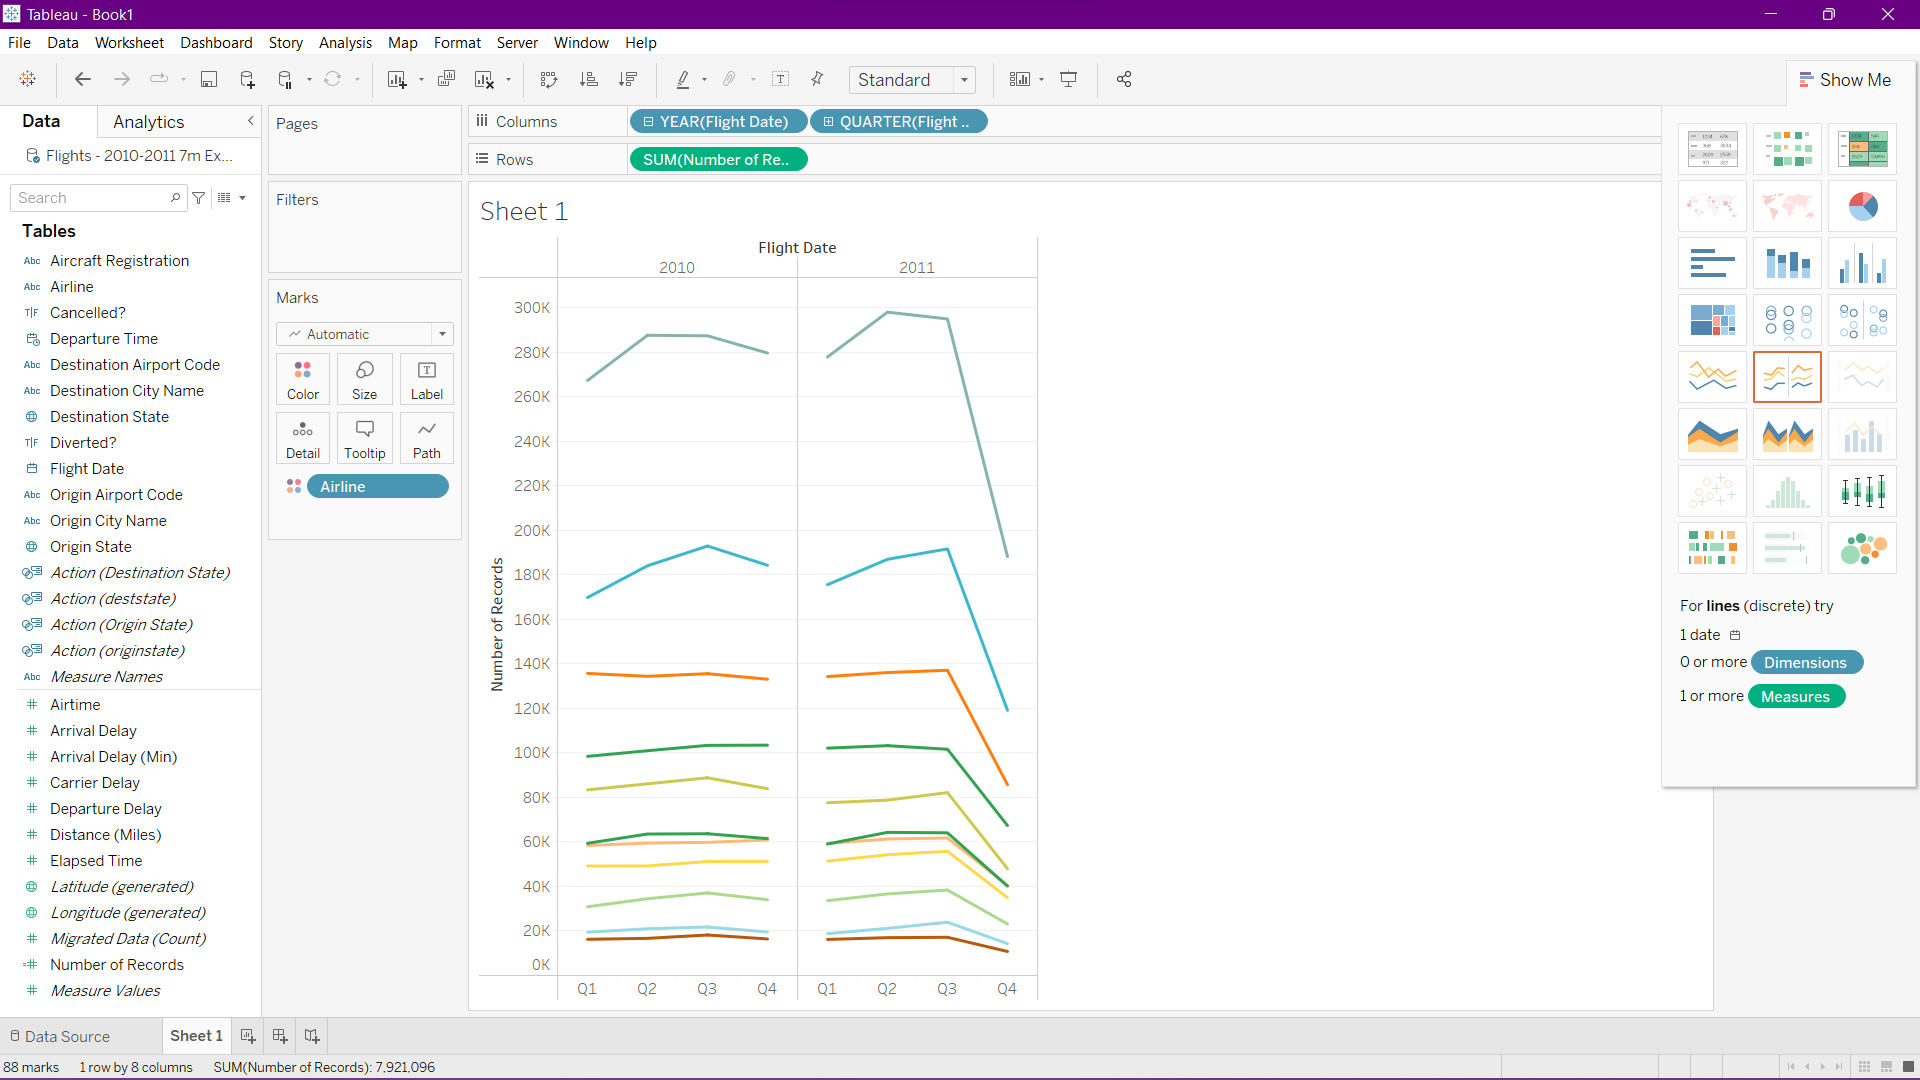 Tableau - Book1
File Data Worksheet Dashboard Story Analysis Map Format Server Window Help
Standard
Show Me
Data
Analytics
Flights - 2010-2011 7m Ex...
Search
Tables
Abc Aircraft Registration
Abc Airline
T|F Cancelled?
Departure Time
Abc Destination Airport Code
Abc Destination City Name
Destination State
T|F Diverted?
Flight Date
Abc Origin Airport Code
Abc Origin City Name
Origin State
Action (Destination State)
Action (deststate)
Action (Origin State)
Action (originstate)
Abc Measure Names
Airtime
Arrival Delay
Arrival Delay (Min)
Carrier Delay
Departure Delay
Distance (Miles)
Elapsed Time
Latitude (generated)
Longitude (generated)
Migrated Data (Count)
Number of Records
Measure Values
Pages
Filters
Marks
Automatic
Color Size Label
Detail Tooltip Path
Airline
Columns
YEAR(Flight Date) QUARTER(Flight ..
Rows
SUM(Number of Re..
Sheet 1
Flight Date
2010 2011
Number of Records
300K
280K
260K
240K
220K
200K
180K
160K
140K
120K
100K
80K
60K
40K
20K
0K
Q1 Q2 Q3 Q4 Q1 Q2 Q3 Q4
For lines (discrete) try
1 date
0 or more Dimensions
1 or more Measures
Data Source
Sheet 1
88 marks 1 row by 8 columns SUM(Number of Records): 7,921,096